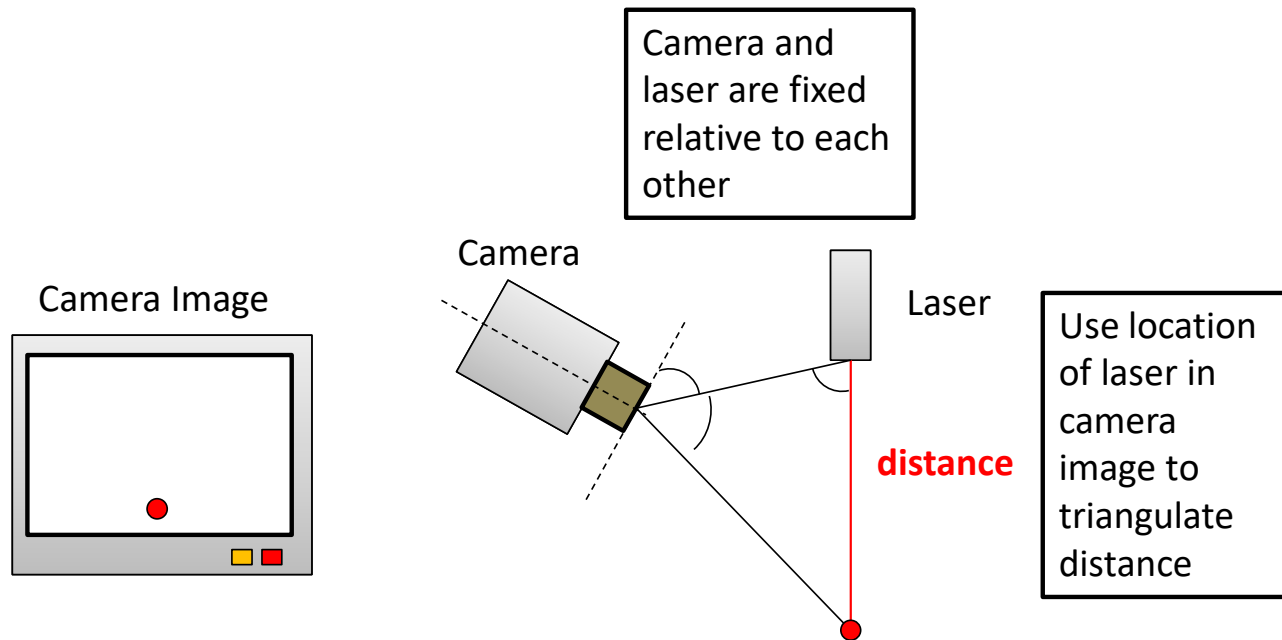 Camera and
laser are fixed
relative to each
other
Camera
Camera Image
Laser
distance
Use location
of laser in
camera
image to
triangulate
distance